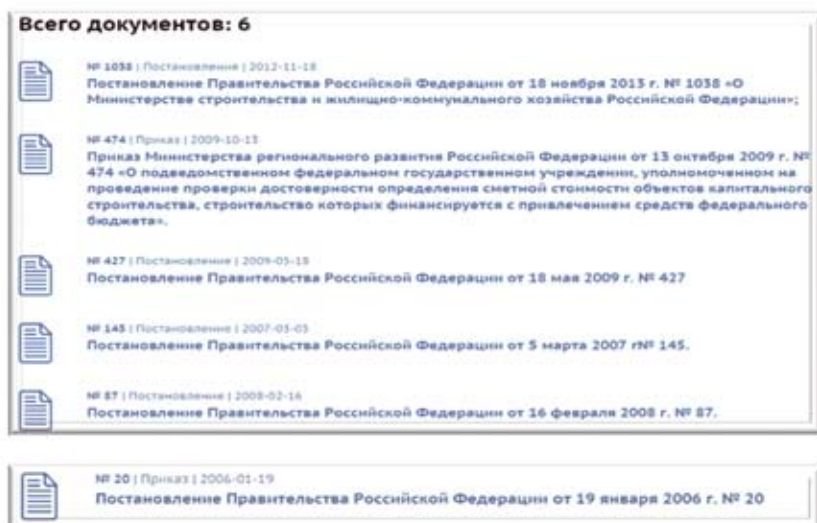 Всего документов: 6
№ 1038 | Постановления | 2012-11-18
Постановление Правительства Российской Федерации от 18 ноября 2013 г. № 1038 «О
Министерстве строительства и жилищно-коммунального хозяйства Российской Федерации»;
№ 474 | Приказ | 2009-10-13
Приказ Министерства регионального развития Российской Федерации от 13 октября 2009 г. №
474 «О подведомственном федеральном государственном учреждении, уполномоченном на
проведение проверки достоверности определения сметной стоимости объектов капитального
строительства, строительство которых финансируется с привлечением средств федерального
бюджета».
№ 427 | Постановление | 2009-05-18
Постановление Правительства Российской Федерации от 18 мая 2009 г. № 427
№ 145 | Постановление | 2007-03-05
Постановление Правительства Российской Федерации от 5 марта 2007 г№ 145.
№ 87 | Постановление | 2008-02-16
Постановление Правительства Российской Федерации от 16 февраля 2008 г. № 87.
№ 20 | Приказ | 2006-01-19
Постановление Правительства Российской Федерации от 19 января 2006 г. № 20